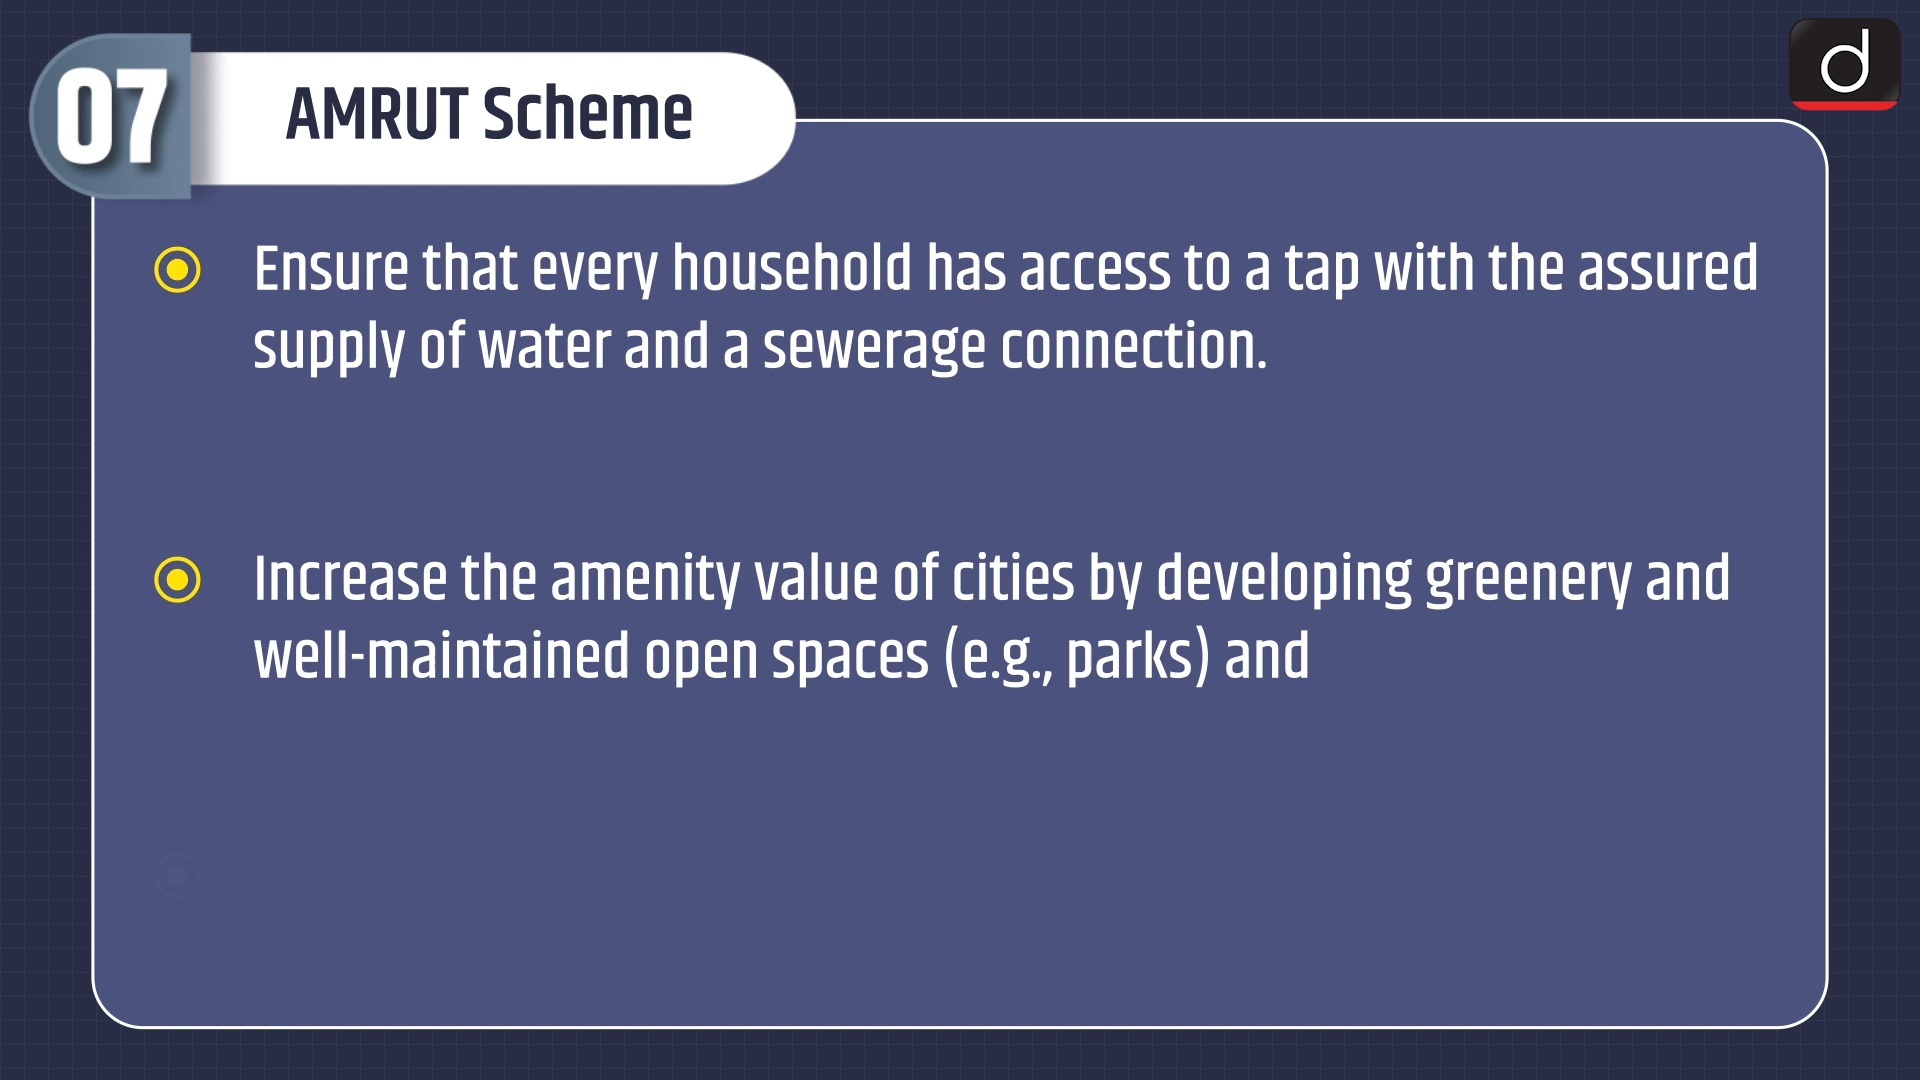 07
AMRUT Scheme
d
Ensure that every household has access to a tap with the assured
supply of water and a sewerage connection.
Increase the amenity value of cities by developing greenery and
well-maintained open spaces (e.g., parks) and
Reduce